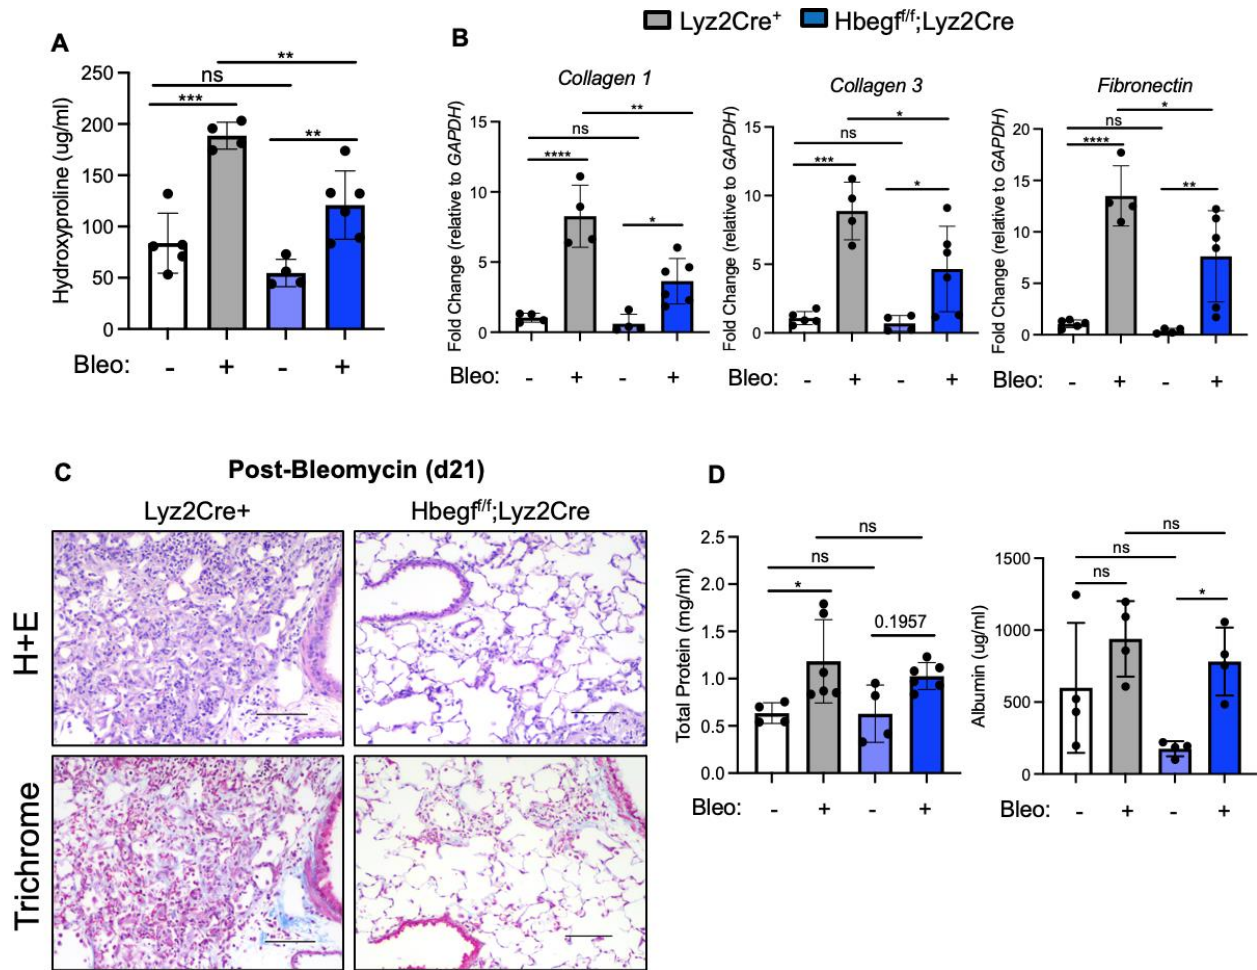 Lyz2Cre⁺ Hbegfᶠ/ᶠ;Lyz2Cre
A
Hydroxyproline (ug/ml)
250
200
150
100
50
0
**
ns
***
**
Bleo: - + - +
B
Collagen 1
Fold Change (relative to GAPDH)
15
10
5
0
**
ns
****
*
Bleo: - + - +
Collagen 3
Fold Change (relative to GAPDH)
15
10
5
0
*
ns
***
*
Bleo: - + - +
Fibronectin
Fold Change (relative to GAPDH)
20
15
10
5
0
*
ns
****
**
Bleo: - + - +
C
Post-Bleomycin (d21)
Lyz2Cre+ Hbegfᶠ/ᶠ;Lyz2Cre
H+E
Trichrome
D
Total Protein (mg/ml)
2.5
2.0
1.5
1.0
0.5
0.0
ns
ns
*
0.1957
Bleo: - + - +
Albumin (ug/ml)
1500
1000
500
0
ns
ns
ns
*
Bleo: - + - +